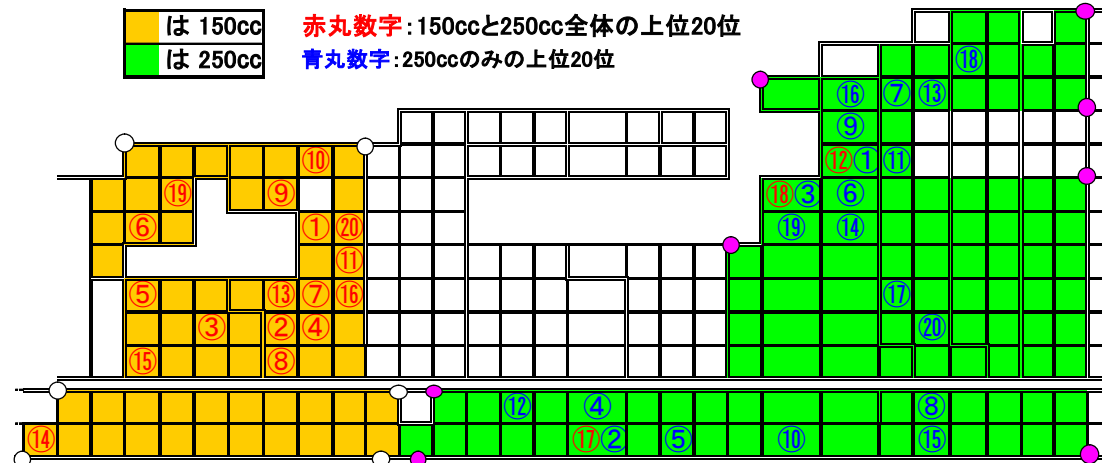 は 150cc 赤丸数字：150ccと250cc全体の上位20位
は 250cc 青丸数字：250ccのみの上位20位
⑱
⑯ ⑦ ⑬
⑨
⑩ ⑫ ① ⑪
⑲ ⑨ ⑱ ③ ⑥
⑥ ① ⑳ ⑲ ⑭
⑪
⑤ ⑬ ⑦ ⑯ ⑰
③ ② ④ ⑳
⑮ ⑧
⑫ ④ ⑧
⑭ ⑰ ② ⑤ ⑩ ⑮